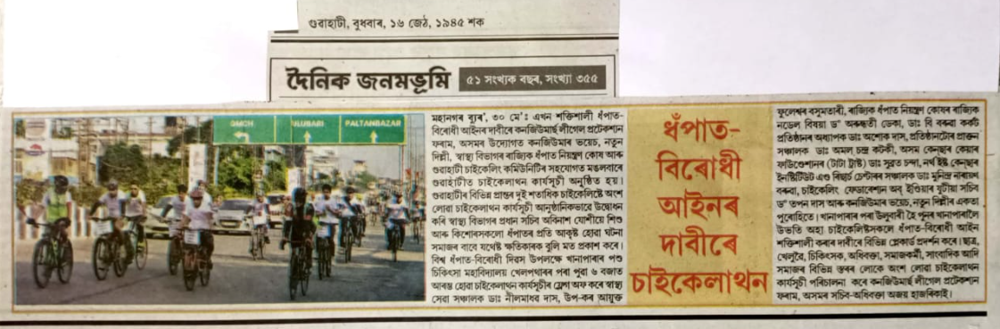 গুৱাহাটী, বুধবাৰ, ১৬ জেঠ, ১৯৪৫ শক
দৈনিক জনমভূমি
৫১ সংখ্যক বছৰ, সংখ্যা ৩৫৫
GMCH
ULUBARI
PALTANBAZAR
মহানগৰ ব্যুৰ', ৩০ মে': এখন শক্তিশালী ধঁপাত-
বিৰোধী আইনৰ দাবীৰে কনজিউমাৰ্ছ লীগেল প্ৰটেকশ্যন
ফৰাম, অসমৰ উদ্যোগত কনজিউমাৰ ভয়েচ, নতুন
দিল্লী, স্বাস্থ্য বিভাগৰ ৰাজ্যিক ধঁপাত নিয়ন্ত্ৰণ কোষ আৰু
গুৱাহাটী চাইকেলিং কমিউনিটিৰ সহযোগত মঙলবাৰে
গুৱাহাটীত চাইকেলাথন কাৰ্যসূচী অনুষ্ঠিত হয়।
গুৱাহাটীৰ বিভিন্ন প্ৰান্তৰ দুই শতাধিক চাইকেলিষ্টে অংশ
লোৱা চাইকেলাথন কাৰ্যসূচী আনুষ্ঠানিকভাৱে উদ্বোধন
কৰি স্বাস্থ্য বিভাগৰ প্ৰধান সচিব অবিনাশ যোশীয়ে শিশু
আৰু কিশোৰসকলো ধঁপাতৰ প্ৰতি আকৃষ্ট হোৱা ঘটনা
সমাজৰ বাবে যথেষ্ট ক্ষতিকাৰক বুলি মত প্ৰকাশ কৰে।
বিশ্ব ধঁপাত-বিৰোধী দিৱস উপলক্ষে খানাপাৰাৰ পশু
চিকিৎসা মহাবিদ্যালয় খেলপথাৰৰ পৰা পুৱা ৬ বজাত
আৰম্ভ হোৱা চাইকেলাথন কাৰ্যসূচীৰ ফ্লেগ অফ কৰে স্বাস্থ্য
সেৱা সঞ্চালক ডাঃ নীলমাধৱ দাস, উপ-কৰ আয়ুক্ত
ধঁপাত-
বিৰোধী
আইনৰ
দাবীৰে
চাইকেলাথন
ফুলেশ্বৰ বসুমতাৰী, ৰাজ্যিক ধঁপাত নিয়ন্ত্ৰণ কোষৰ ৰাজ্যিক
নডেল বিষয়া ড° অৰুন্ধতী ডেকা, ডাঃ বি বৰুৱা কৰ্কট
প্ৰতিষ্ঠানৰ অধ্যাপক ডাঃ অশোক দাস, প্ৰতিষ্ঠানটোৰ প্ৰাক্তন
সঞ্চালক ডাঃ অমল চন্দ্ৰ কটকী, অসম কেন্‌ছাৰ কেয়াৰ
ফাউণ্ডেশ্যনৰ (টাটা ট্ৰাষ্ট) ডাঃ সুব্ৰত চন্দা, নৰ্থ ইষ্ট কেন্‌ছাৰ
ইনষ্টিটিউট এণ্ড ৰিছাৰ্চ চেণ্টাৰৰ সঞ্চালক ডাঃ মুনিন্দ্ৰ নাৰায়ণ
বৰুৱা, চাইকেলিং ফেডাৰেশ্যন অব্ ইণ্ডিয়াৰ যুটীয়া সচিব
ড° তপন দাস আৰু কনজিউমাৰ ভয়েচ, নতুন দিল্লীৰ একতা
পুৰোহিতে। খানাপাৰাৰ পৰা উলুবাৰী হৈ পুনৰ খানাপাৰালৈ
উভতি অহা চাইকেলিষ্টসকলে ধঁপাত-বিৰোধী আইন
শক্তিশালী কৰাৰ দাবীৰে বিভিন্ন প্লেকাৰ্ড প্ৰদৰ্শন কৰে। ছাত্ৰ,
খেলুৱৈ, চিকিৎসক, অধিবক্তা, সমাজকৰ্মী, সাংবাদিক আদি
সমাজৰ বিভিন্ন স্তৰৰ লোকে অংশ লোৱা চাইকেলাথন
কাৰ্যসূচী পৰিচালনা কৰে কনজিউমাৰ্ছ লীগেল প্ৰটেকশ্যন
ফৰাম, অসমৰ সচিব-অধিবক্তা অজয় হাজৰিকাই।